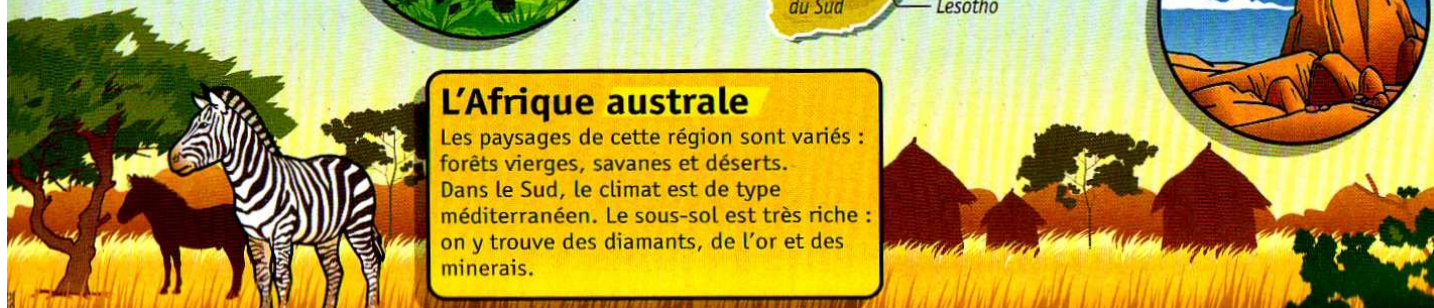 du Sud
Lesotho
L'Afrique australe
Les paysages de cette région sont variés :
forêts vierges, savanes et déserts.
Dans le Sud, le climat est de type
méditerranéen. Le sous-sol est très riche :
on y trouve des diamants, de l'or et des
minerais.